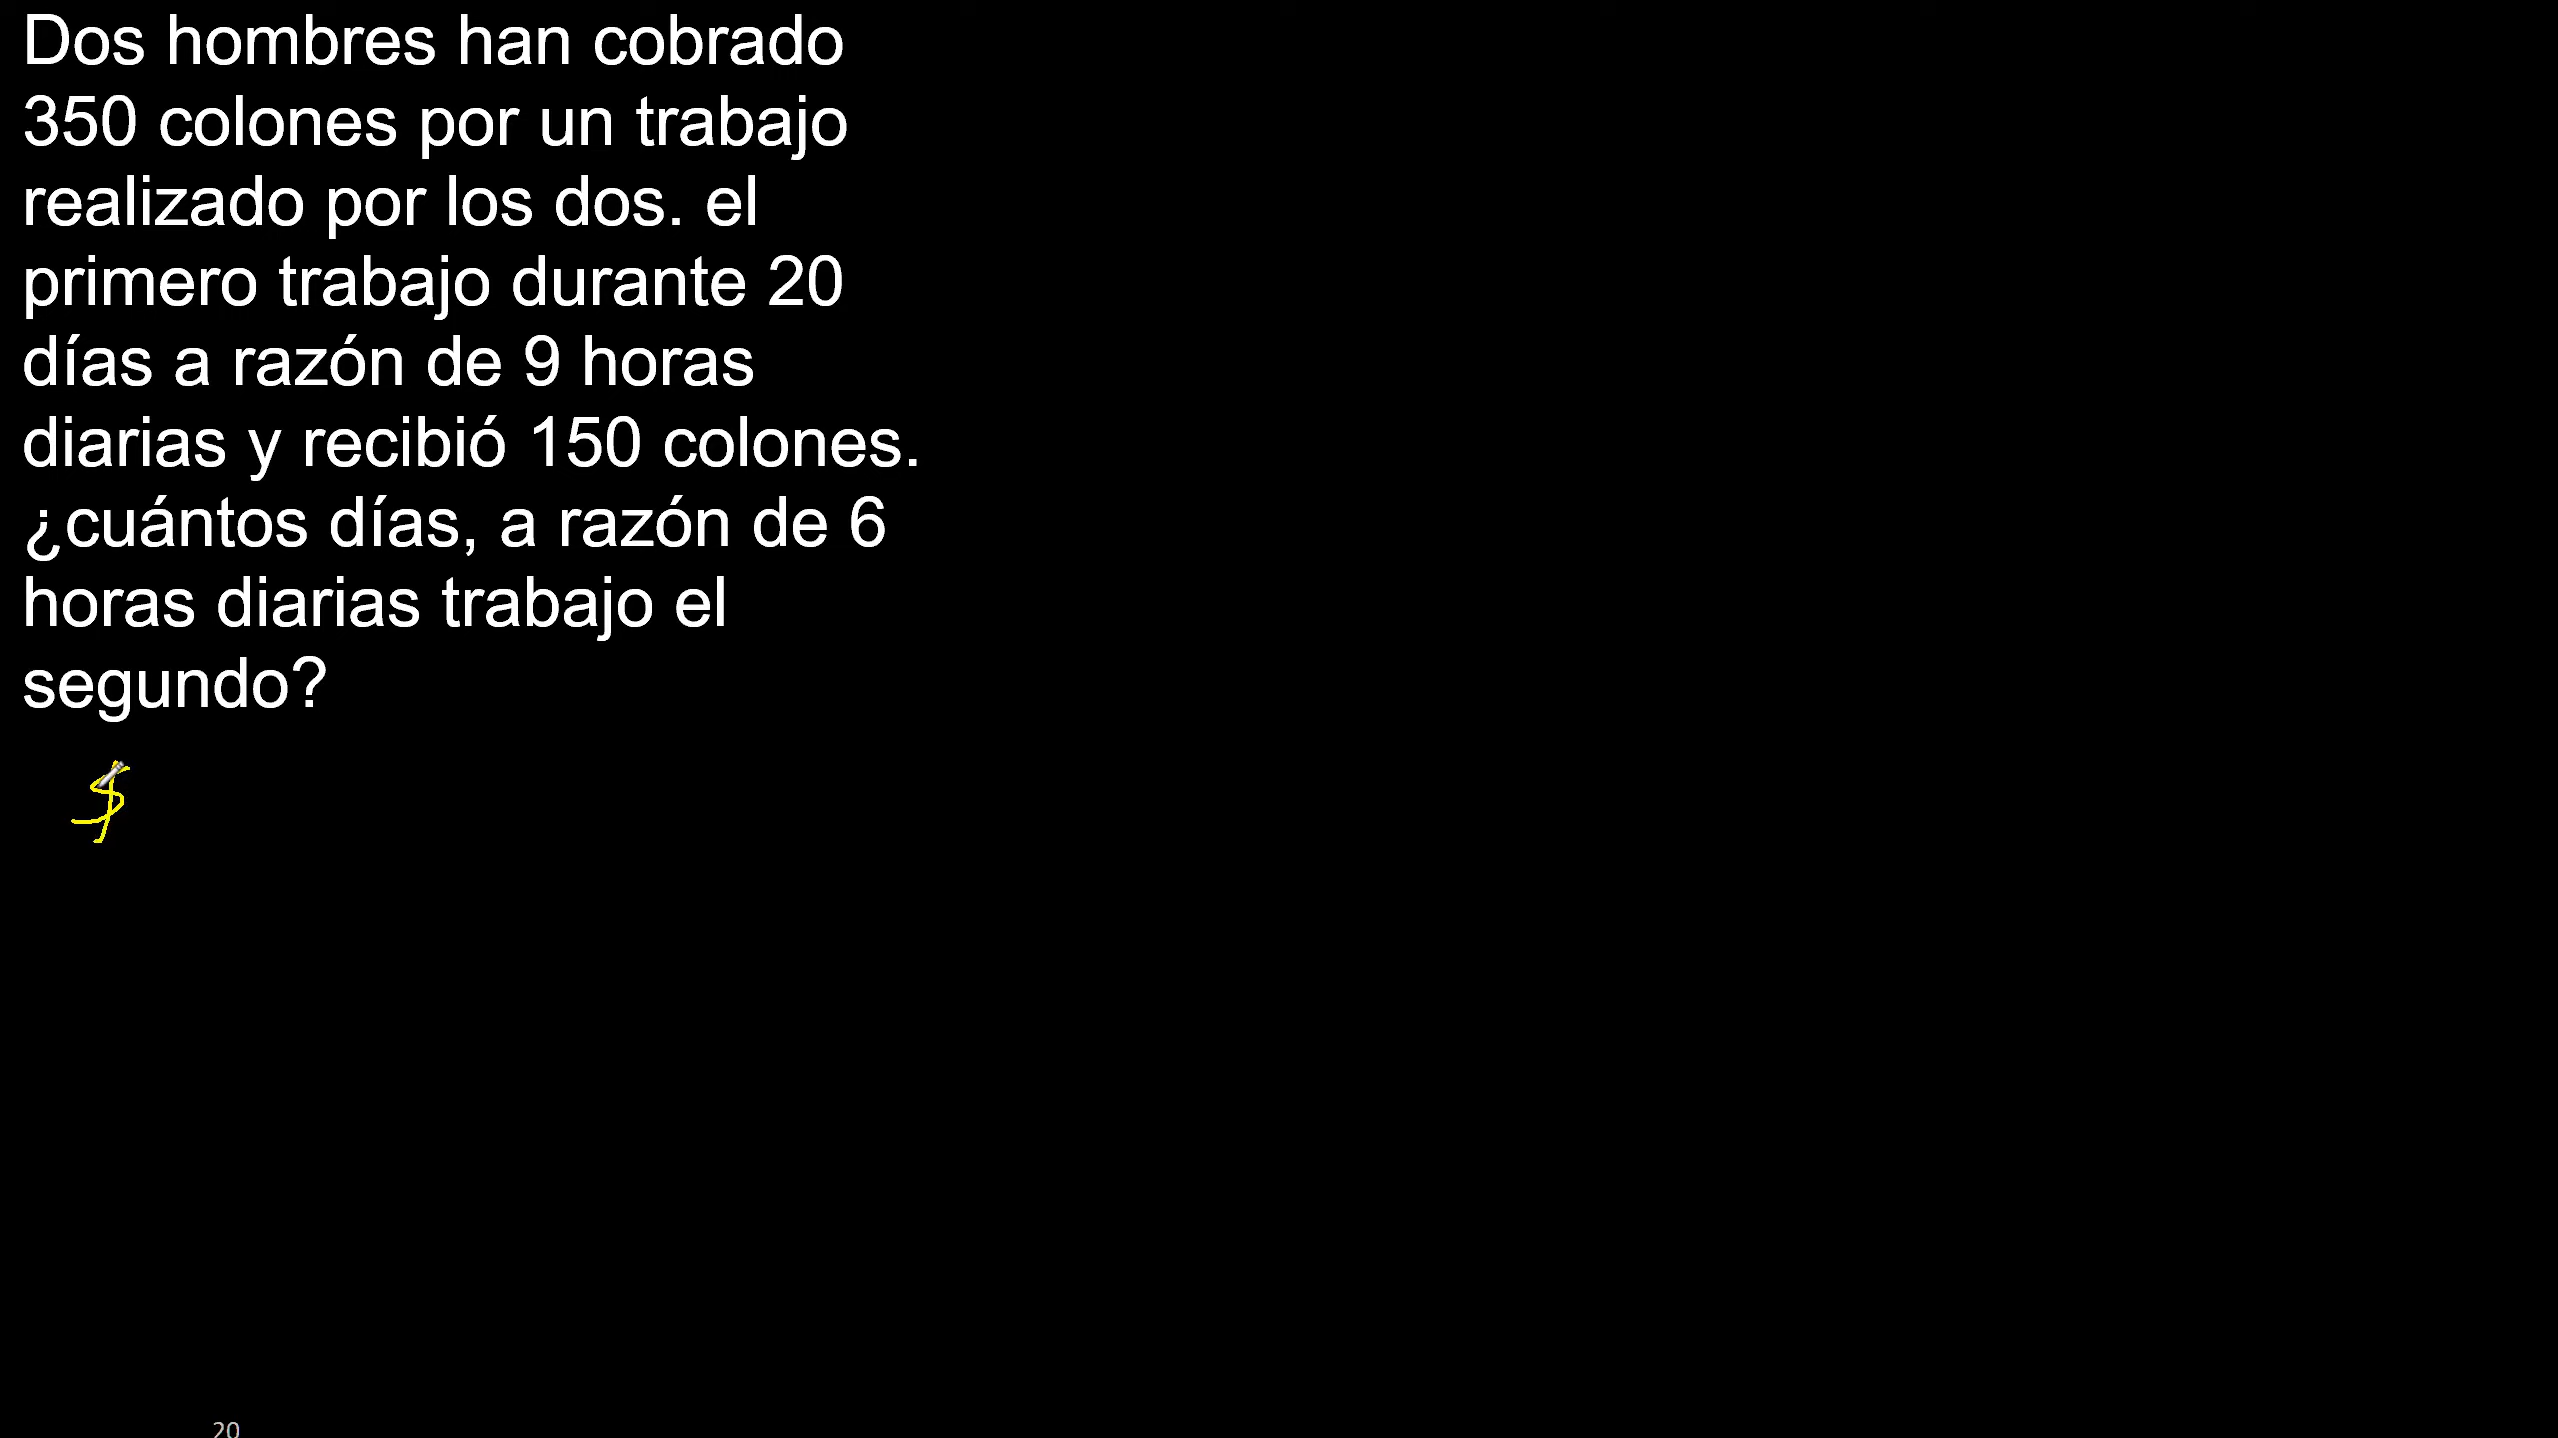 Dos hombres han cobrado
350 colones por un trabajo
realizado por los dos. el
primero trabajo durante 20
días a razón de 9 horas
diarias y recibió 150 colones.
¿cuántos días, a razón de 6
horas diarias trabajo el
segundo?
$
20